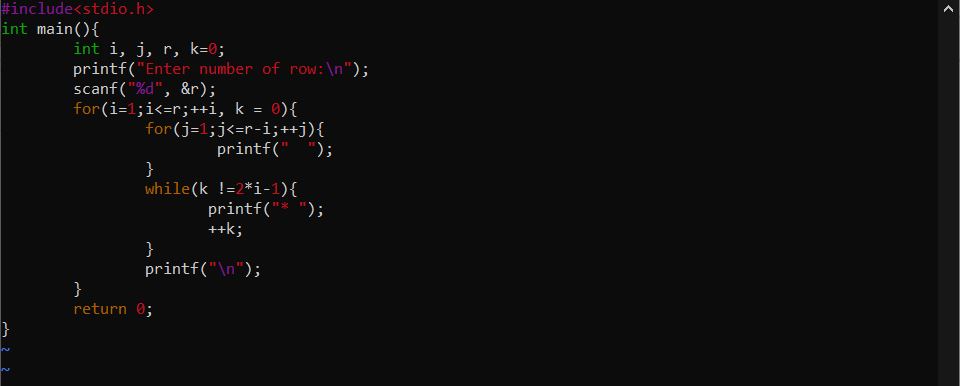 #include<stdio.h>
int main(){
        int i, j, r, k=0;
        printf("Enter number of row:\n");
        scanf("%d", &r);
        for(i=1;i<=r;++i, k = 0){
                for(j=1;j<=r-i;++j){
                        printf("  ");
                }
                while(k !=2*i-1){
                       printf("* ");
                       ++k;
                }
                printf("\n");
        }
        return 0;
}
~
~